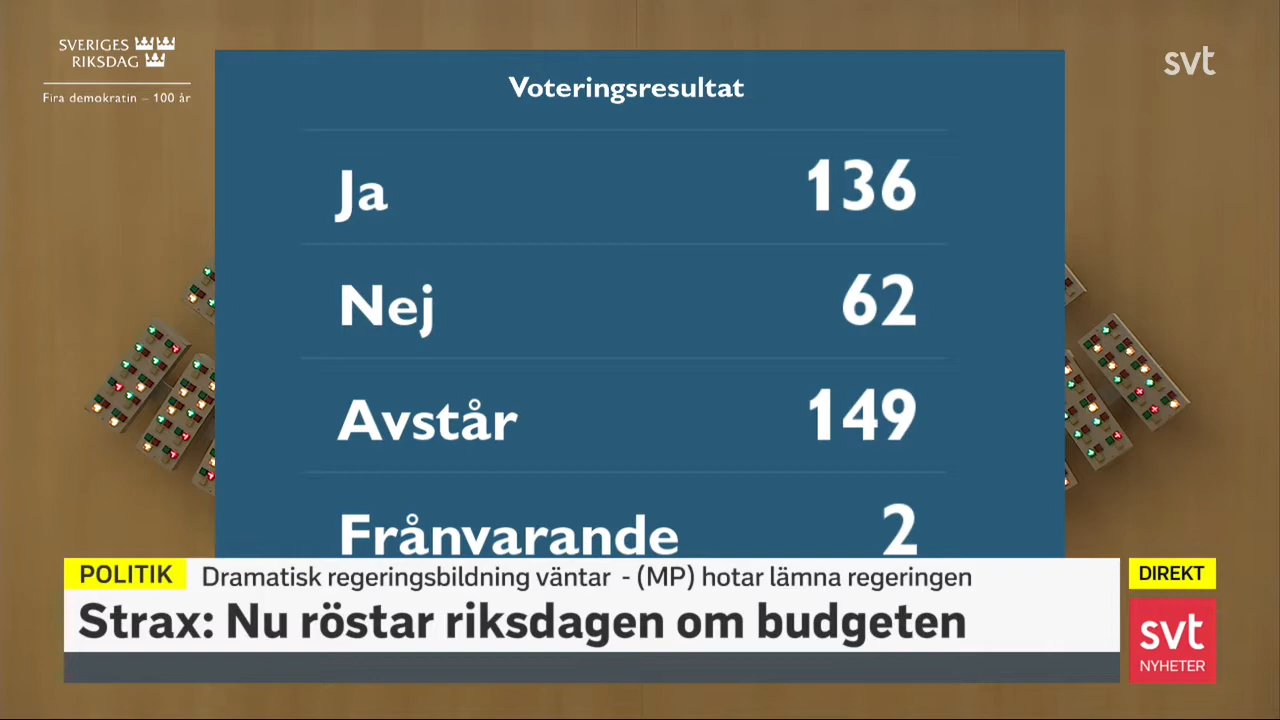 SVERIGES
RIKSDAG
Fira demokratin – 100 år
svt
Voteringsresultat
Ja 136
Nej 62
Avstår 149
Frånvarande 2
POLITIK Dramatisk regeringsbildning väntar - (MP) hotar lämna regeringen
Strax: Nu röstar riksdagen om budgeten
DIREKT
svt
NYHETER